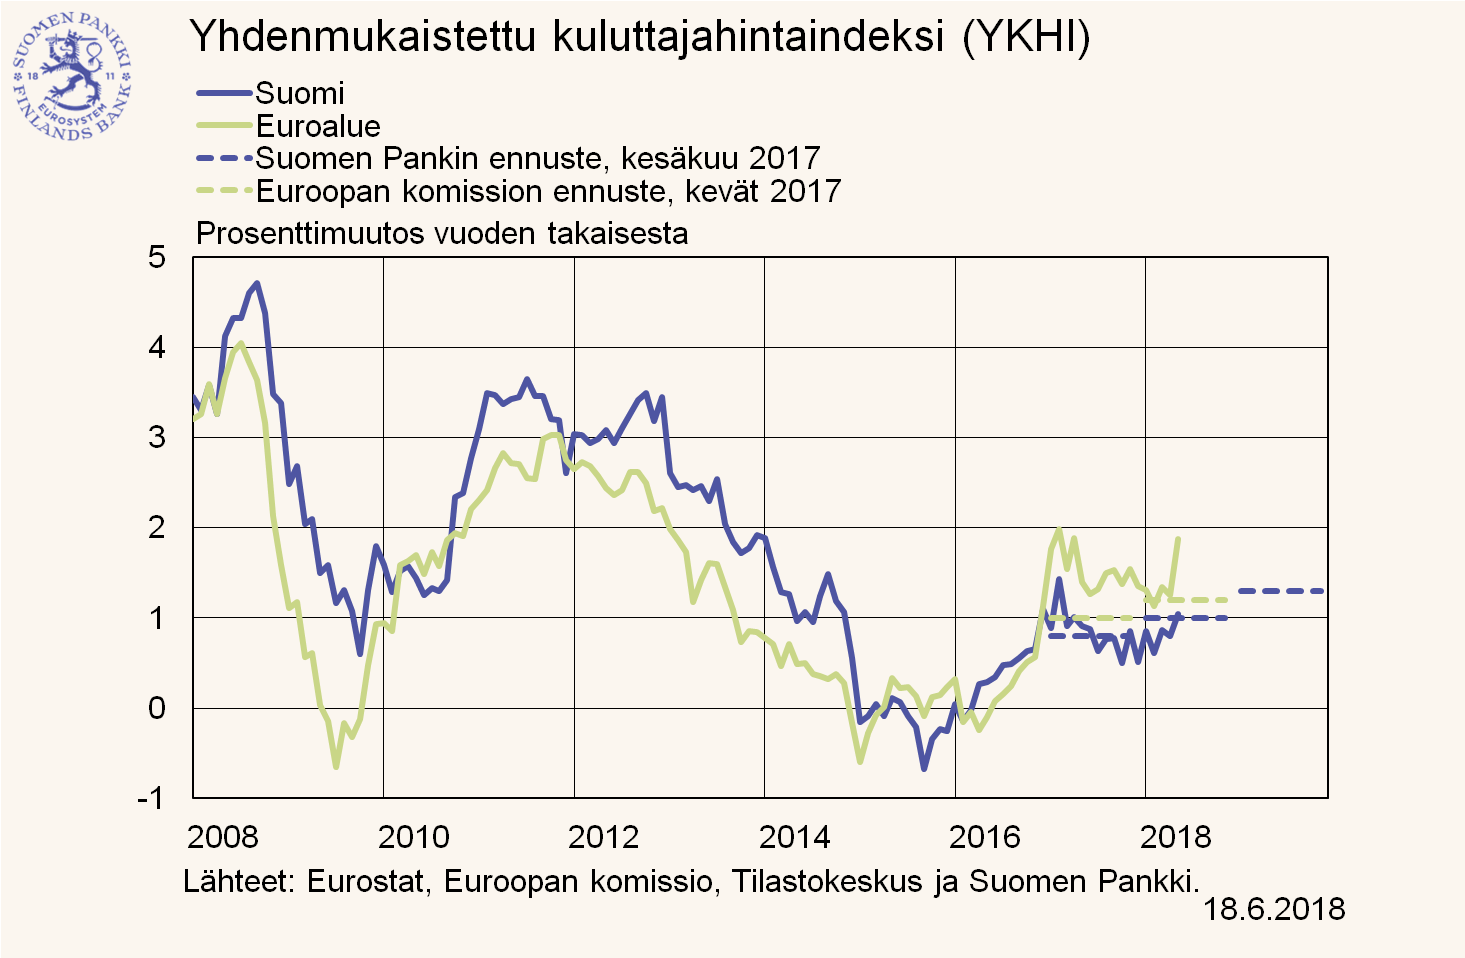 SUOMEN PANKKI
18 11
EUROSYSTEM
FINLANDS BANK
Yhdenmukaistettu kuluttajahintaindeksi (YKHI)
Suomi
Euroalue
Suomen Pankin ennuste, kesäkuu 2017
Euroopan komission ennuste, kevät 2017
Prosenttimuutos vuoden takaisesta
5
4
3
2
1
0
-1
2008 2010 2012 2014 2016 2018
Lähteet: Eurostat, Euroopan komissio, Tilastokeskus ja Suomen Pankki.
18.6.2018